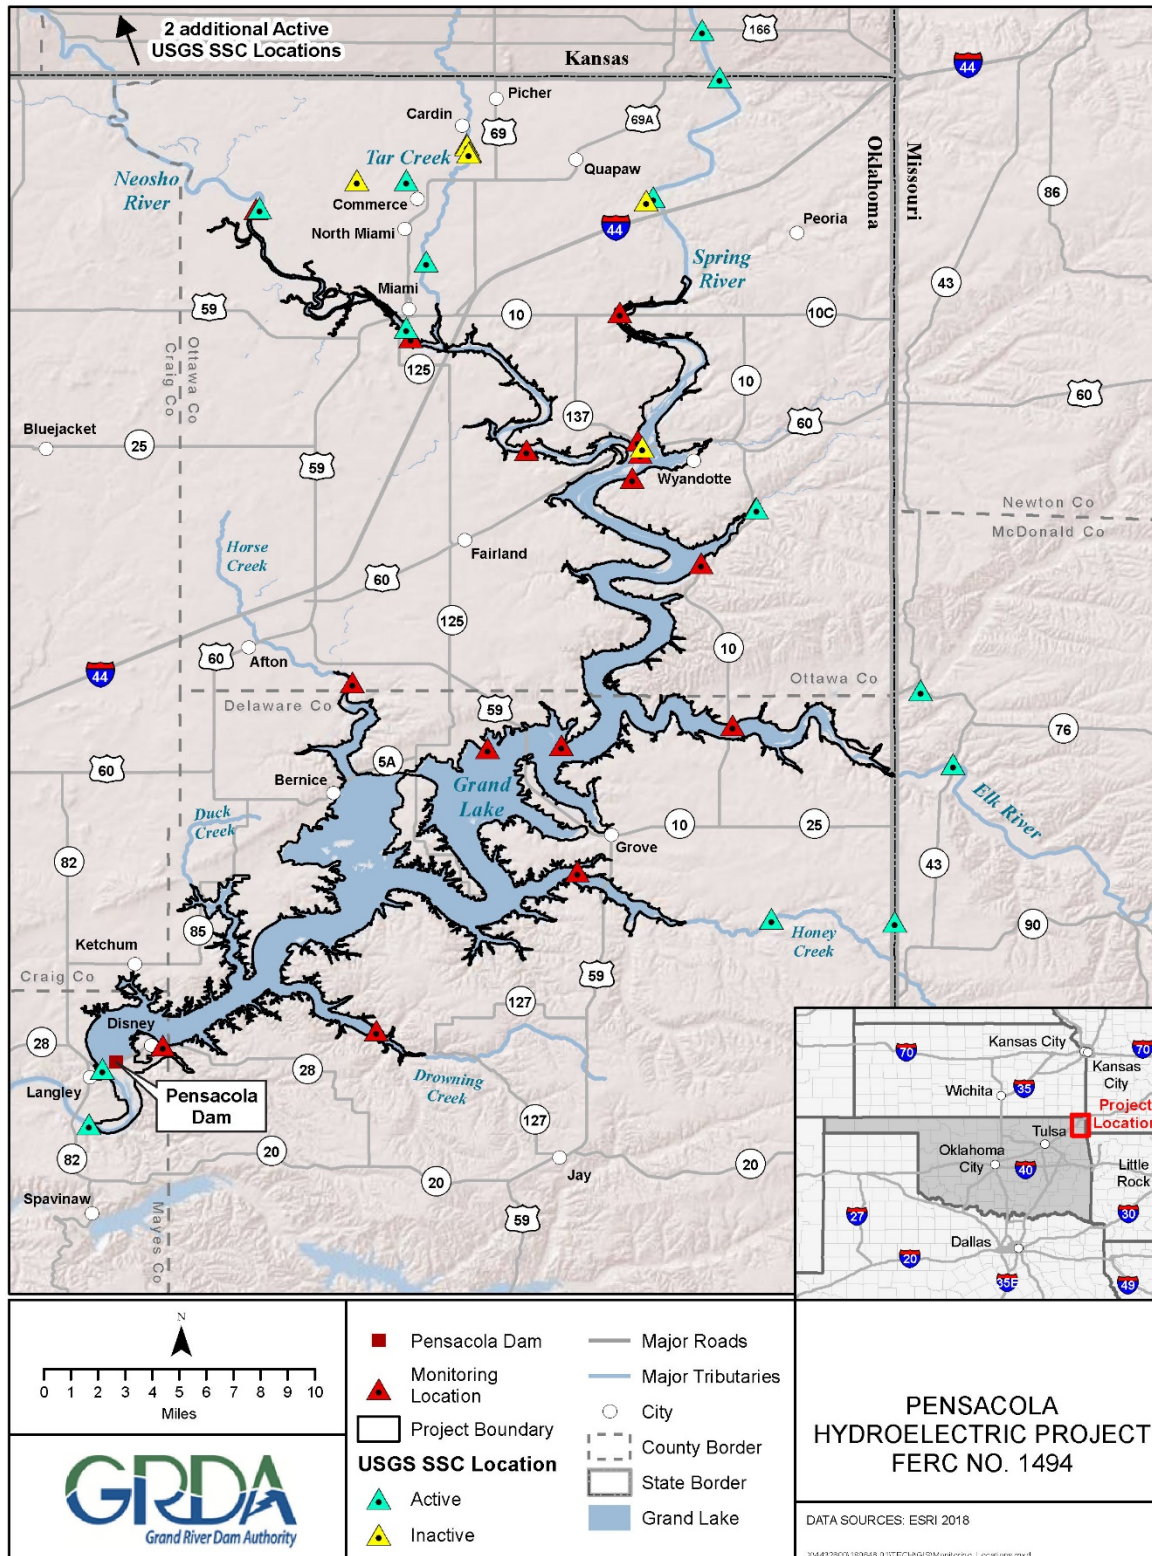 2 additional Active
USGS SSC Locations
166
Kansas
44
Picher
Cardin
69
69A
Oklahoma
Missouri
Tar Creek
Quapaw
Neosho
River
86
Commerce
North Miami
44
Peoria
Spring
River
43
Miami
59
10
10C
Ottawa Co
Craig Co
125
10
60
137
60
Bluejacket
25
59
Wyandotte
Newton Co
McDonald Co
Horse
Creek
Fairland
60
125
10
60
Afton
44
Ottawa Co
Delaware Co
59
76
60
5A
Bernice
Grand
Lake
Elk River
Duck
Creek
10
25
82
Grove
43
85
Honey
Creek
90
Ketchum
59
Craig Co
127
Disney
28
28
Langley
Drowning
Creek
Pensacola
Dam
127
82
20
20
20
Jay
Spavinaw
59
Mayes Co
70
Kansas City
70
Kansas
City
Wichita
35
Project
Location
Tulsa
Oklahoma
City
40
Little
Rock
27
30
20
Dallas
35E
49
N
0 1 2 3 4 5 6 7 8 9 10
Miles
GRDA
Grand River Dam Authority
Pensacola Dam
Monitoring
Location
Project Boundary
USGS SSC Location
Active
Inactive
Major Roads
Major Tributaries
City
County Border
State Border
Grand Lake
PENSACOLA
HYDROELECTRIC PROJECT
FERC NO. 1494
DATA SOURCES: ESRI 2018